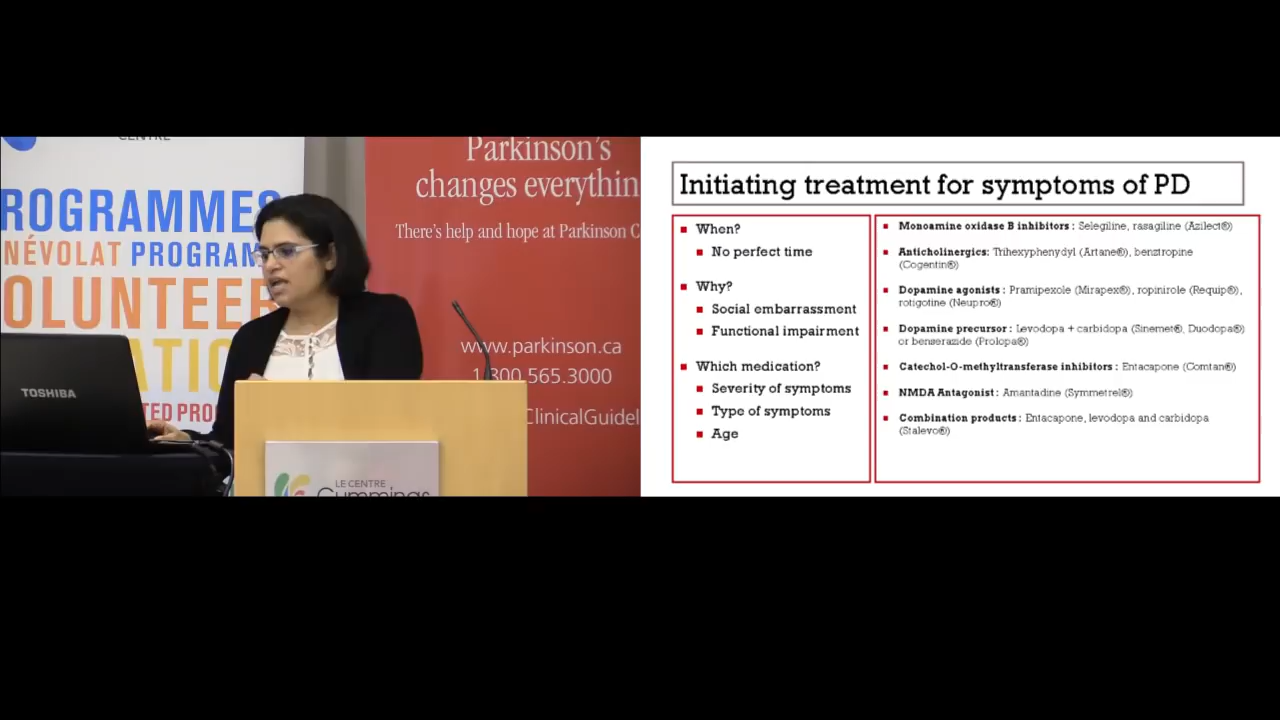 CENTRE
ROGRAMMES
NÉVOLAT PROGRAM
OLUNTEER
ATIO
TED PRO
TOSHIBA
LE CENTRE
Cummings
Parkinson's
changes everythin
There's help and hope at Parkinson C
www.parkinson.ca
1.800.565.3000
ClinicalGuidel
Initiating treatment for symptoms of PD
When?
No perfect time
Why?
Social embarrassment
Functional impairment
Which medication?
Severity of symptoms
Type of symptoms
Age
Monoamine oxidase B inhibitors : Selegiline, rasagiline (Azilect®)
Anticholinergics: Trihexyphenydyl (Artane®), benztropine
(Cogentin®)
Dopamine agonists : Pramipexole (Mirapex®), ropinirole (Requip®),
rotigotine (Neupro®)
Dopamine precursor : Levodopa + carbidopa (Sinemet®, Duodopa®)
or benserazide (Prolopa®)
Catechol-O-methyltransferase inhibitors : Entacapone (Comtan®)
NMDA Antagonist : Amantadine (Symmetrel®)
Combination products : Entacapone, levodopa and carbidopa
(Stalevo®)